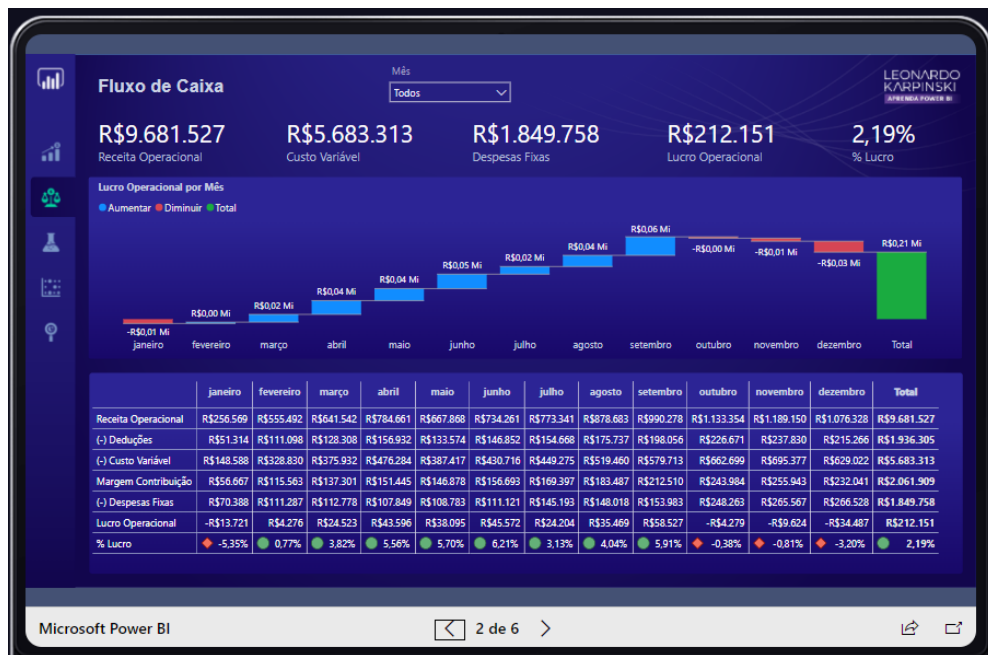 Mês
Fluxo de Caixa
Todos
LEONARDO
KARPINSKI
APRENDA POWER BI
R$9.681.527 R$5.683.313 R$1.849.758 R$212.151 2,19%
Receita Operacional Custo Variável Despesas Fixas Lucro Operacional % Lucro
Lucro Operacional por Mês
Aumentar Diminuir Total
-R$0,01 Mi R$0,00 Mi R$0,02 Mi R$0,04 Mi R$0,04 Mi R$0,05 Mi R$0,02 Mi R$0,04 Mi R$0,06 Mi -R$0,00 Mi -R$0,01 Mi -R$0,03 Mi R$0,21 Mi
janeiro fevereiro março abril maio junho julho agosto setembro outubro novembro dezembro Total
janeiro fevereiro março abril maio junho julho agosto setembro outubro novembro dezembro Total
Receita Operacional R$256.569 R$555.492 R$641.542 R$784.661 R$667.868 R$734.261 R$773.341 R$878.683 R$990.278 R$1.133.354 R$1.189.150 R$1.076.328 R$9.681.527
(-) Deduções R$51.314 R$111.098 R$128.308 R$156.932 R$133.574 R$146.852 R$154.668 R$175.737 R$198.056 R$226.671 R$237.830 R$215.266 R$1.936.305
(-) Custo Variável R$148.588 R$328.830 R$375.932 R$476.284 R$387.417 R$430.716 R$449.275 R$519.460 R$579.713 R$662.699 R$695.377 R$629.022 R$5.683.313
Margem Contribuição R$56.667 R$115.563 R$137.301 R$151.445 R$146.878 R$156.693 R$169.397 R$183.487 R$212.510 R$243.984 R$255.943 R$232.041 R$2.061.909
(-) Despesas Fixas R$70.388 R$111.287 R$112.778 R$107.849 R$108.783 R$111.121 R$145.193 R$148.018 R$153.983 R$248.263 R$265.567 R$266.528 R$1.849.758
Lucro Operacional -R$13.721 R$4.276 R$24.523 R$43.596 R$38.095 R$45.572 R$24.204 R$35.469 R$58.527 -R$4.279 -R$9.624 -R$34.487 R$212.151
% Lucro -5,35% 0,77% 3,82% 5,56% 5,70% 6,21% 3,13% 4,04% 5,91% -0,38% -0,81% -3,20% 2,19%
Microsoft Power BI 2 de 6